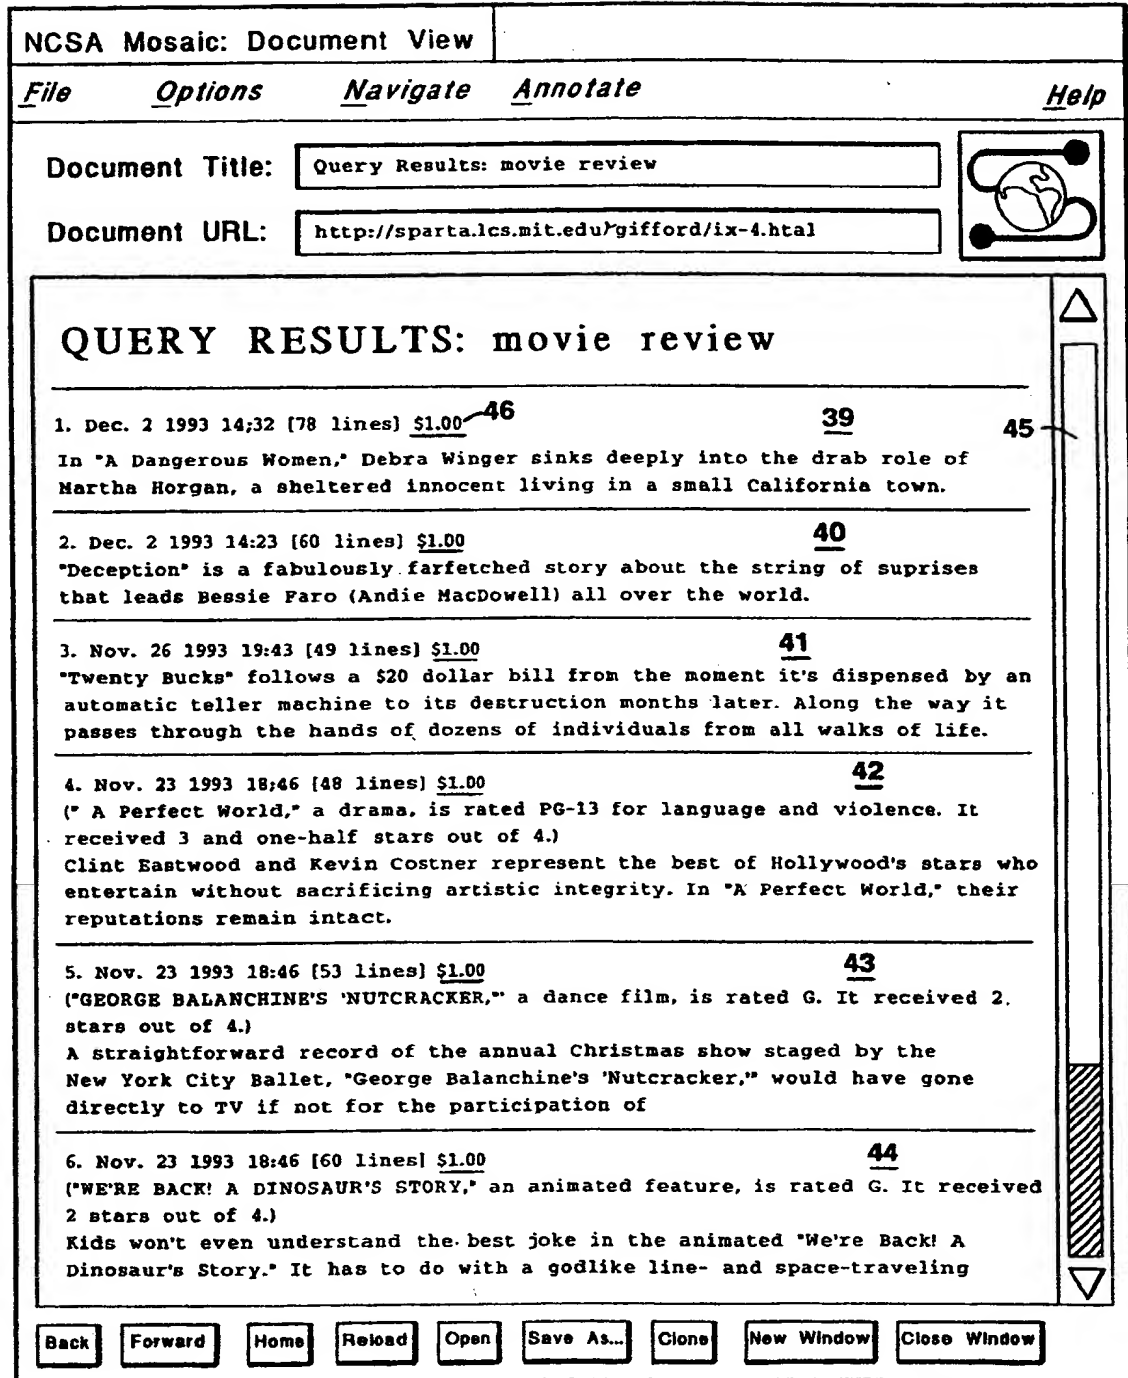 NCSA Mosaic: Document View
File Options Navigate Annotate Help
Document Title: Query Results: movie review
Document URL: http://sparta.lcs.mit.edu/~gifford/ix-4.htal
QUERY RESULTS: movie review
1. Dec. 2 1993 14;32 [78 lines] $1.00 46 39 45
In "A Dangerous Women," Debra Winger sinks deeply into the drab role of
Martha Horgan, a sheltered innocent living in a small California town.
2. Dec. 2 1993 14:23 [60 lines] $1.00 40
"Deception" is a fabulously farfetched story about the string of suprises
that leads Bessie Faro (Andie MacDowell) all over the world.
3. Nov. 26 1993 19:43 [49 lines] $1.00 41
"Twenty Bucks" follows a $20 dollar bill from the moment it's dispensed by an
automatic teller machine to its destruction months later. Along the way it
passes through the hands of dozens of individuals from all walks of life.
4. Nov. 23 1993 18;46 [48 lines] $1.00 42
(" A Perfect World," a drama, is rated PG-13 for language and violence. It
received 3 and one-half stars out of 4.)
Clint Eastwood and Kevin Costner represent the best of Hollywood's stars who
entertain without sacrificing artistic integrity. In "A Perfect World," their
reputations remain intact.
5. Nov. 23 1993 18:46 [53 lines] $1.00 43
("GEORGE BALANCHINE'S 'NUTCRACKER,'" a dance film, is rated G. It received 2
stars out of 4.)
A straightforward record of the annual Christmas show staged by the
New York City Ballet, "George Balanchine's 'Nutcracker,'" would have gone
directly to TV if not for the participation of
6. Nov. 23 1993 18:46 [60 lines] $1.00 44
("WE'RE BACK! A DINOSAUR'S STORY," an animated feature, is rated G. It received
2 stars out of 4.)
Kids won't even understand the best joke in the animated "We're Back! A
Dinosaur's Story." It has to do with a godlike line- and space-traveling
Back Forward Home Reload Open Save As... Clone New Window Close Window